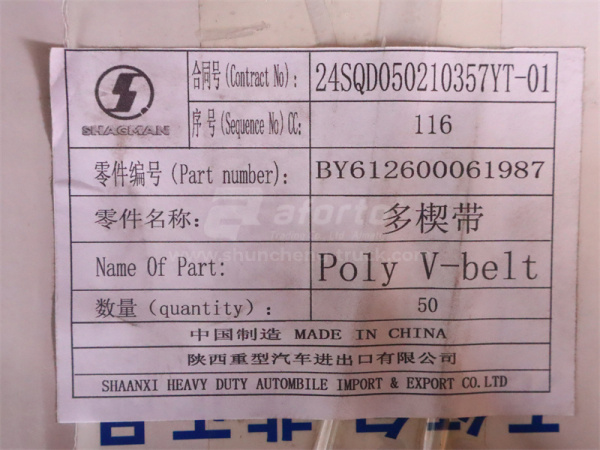 合同号(Contract No): 24SQD050210357YT-01
SHACMAN
序号(Sequence No)CC: 116
零件编号(Part number): BY612600061987
零件名称: 多楔带
Name Of Part: Poly V-belt
数量(quantity): 50
中国制造 MADE IN CHINA
陕西重型汽车进出口有限公司
SHAANXI HEAVY DUTY AUTOMBILE IMPORT & EXPORT CO.LTD